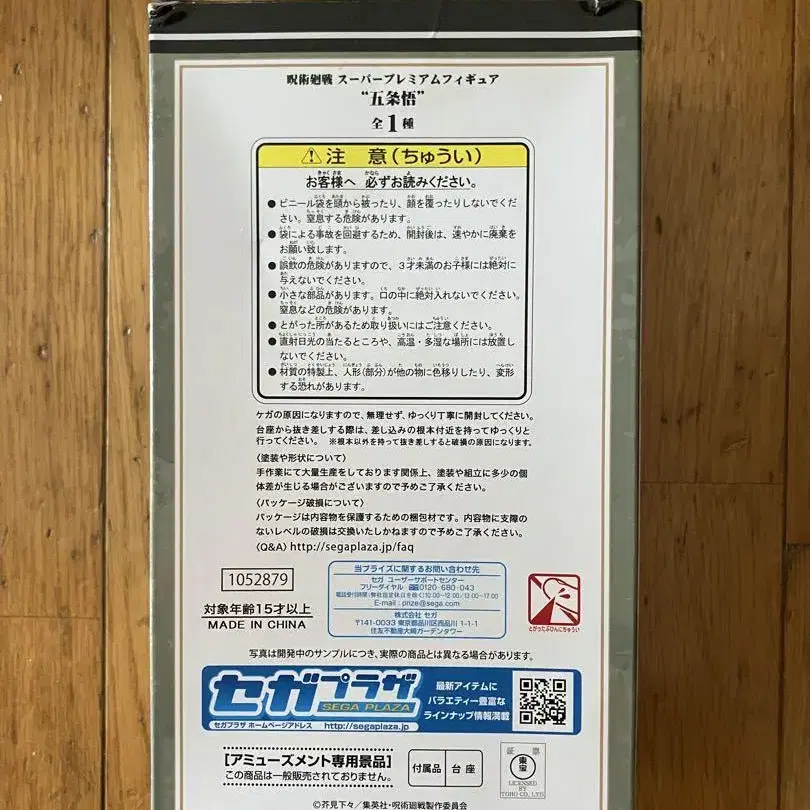 呪術廻戦 スーパープレミアムフィギュア
“五条悟”
全1種
注 意(ちゅうい)
お客様へ 必ずお読みください。
●ビニール袋を頭から被ったり、顔を覆ったりしないでくだ
さい。窒息する危険があります。
●袋による事故を回避するため、開封後は、速やかに廃棄を
お願い致します。
●誤飲の危険がありますので、3才未満のお子様には絶対に
与えないでください。
●小さな部品があります。口の中に絶対入れないでください。
窒息などの危険があります。
●とがった所があるため取り扱いにはご注意ください。
●直射日光の当たるところや、高温・多湿な場所には放置し
ないでください。
●材質の特製上、人形(部分)が他の物に色移りしたり、変形
する恐れがあります。
ケガの原因になりますので、無理せず、ゆっくり丁寧に開封してください。
台座から抜き差しする際は、差し込みの根本付近を持ってゆっくりと
行ってください。 ※根本以外を持って抜き差しすると破損の原因になります。
〈塗装や形状について〉
手作業にて大量生産をしております関係上、塗装や組立に多少の個
体差が生じる場合がございますので予めご了承ください。
〈パッケージ破損について〉
パッケージは内容物を保護するための梱包材です。内容物に支障の
ないレベルの破損は交換いたしかねますので予めご了承ください。
〈Q&A〉http://segaplaza.jp/faq
1052879
対象年齢15才以上
MADE IN CHINA
当プライズに関するお問い合わせ先
セガ ユーザーサポートセンター
フリーダイヤル 0120-680-043
電話受付時間(弊社指定休日を除く)10:00~12:00/13:00~17:00
E-mail:prize@sega.com
株式会社 セガ
〒141-0033 東京都品川区西品川 1-1-1
住友不動産大崎ガーデンタワー
とがったぶひんにちゅうい
写真は開発中のサンプルにつき、実際の商品とは異なる場合があります。
セガプラザ
SEGA PLAZA
セガプラザ ホームページアドレス http://segaplaza.jp
最新アイテムに
バラエティー豊富な
ラインナップ情報満載
[アミューズメント専用景品]
この商品は一般販売されておりません。
付属品 台座
証 票
東宝
LICENSED
BY
TOHO CO., LTD.
©芥見下々/集英社・呪術廻戦製作委員会